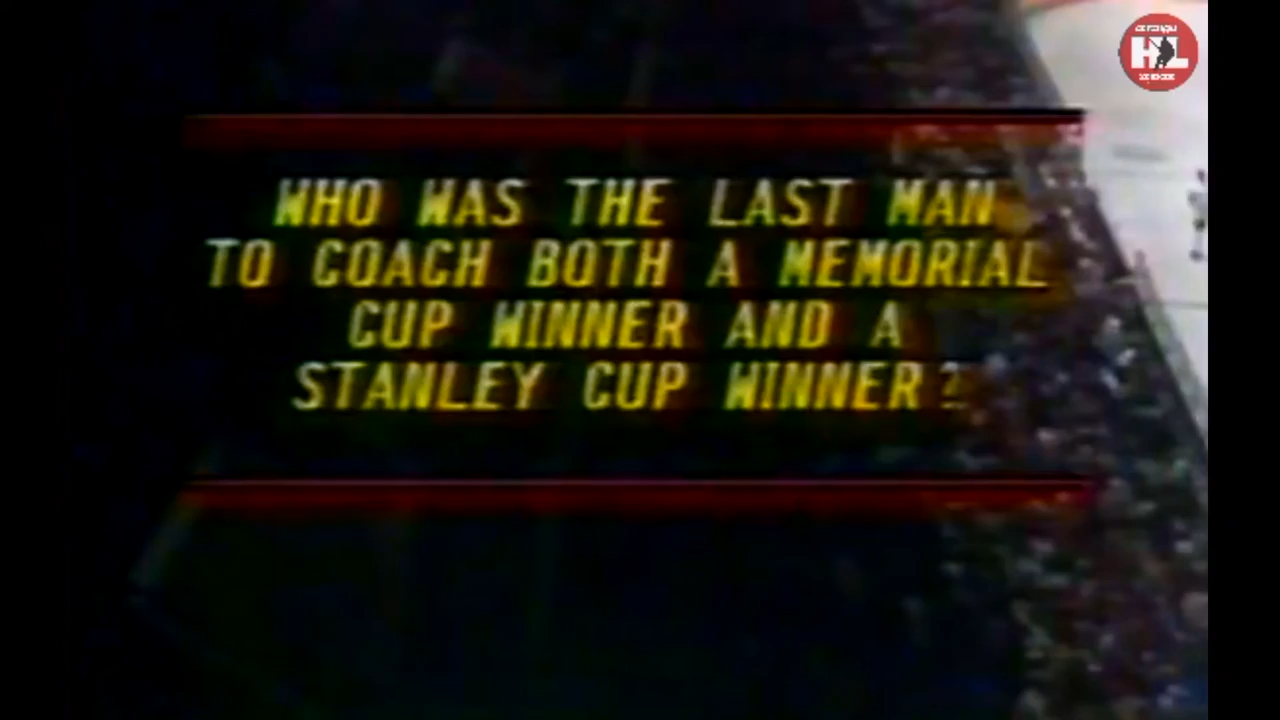 WHO WAS THE LAST MAN
TO COACH BOTH A MEMORIAL
CUP WINNER AND A
STANLEY CUP WINNER?